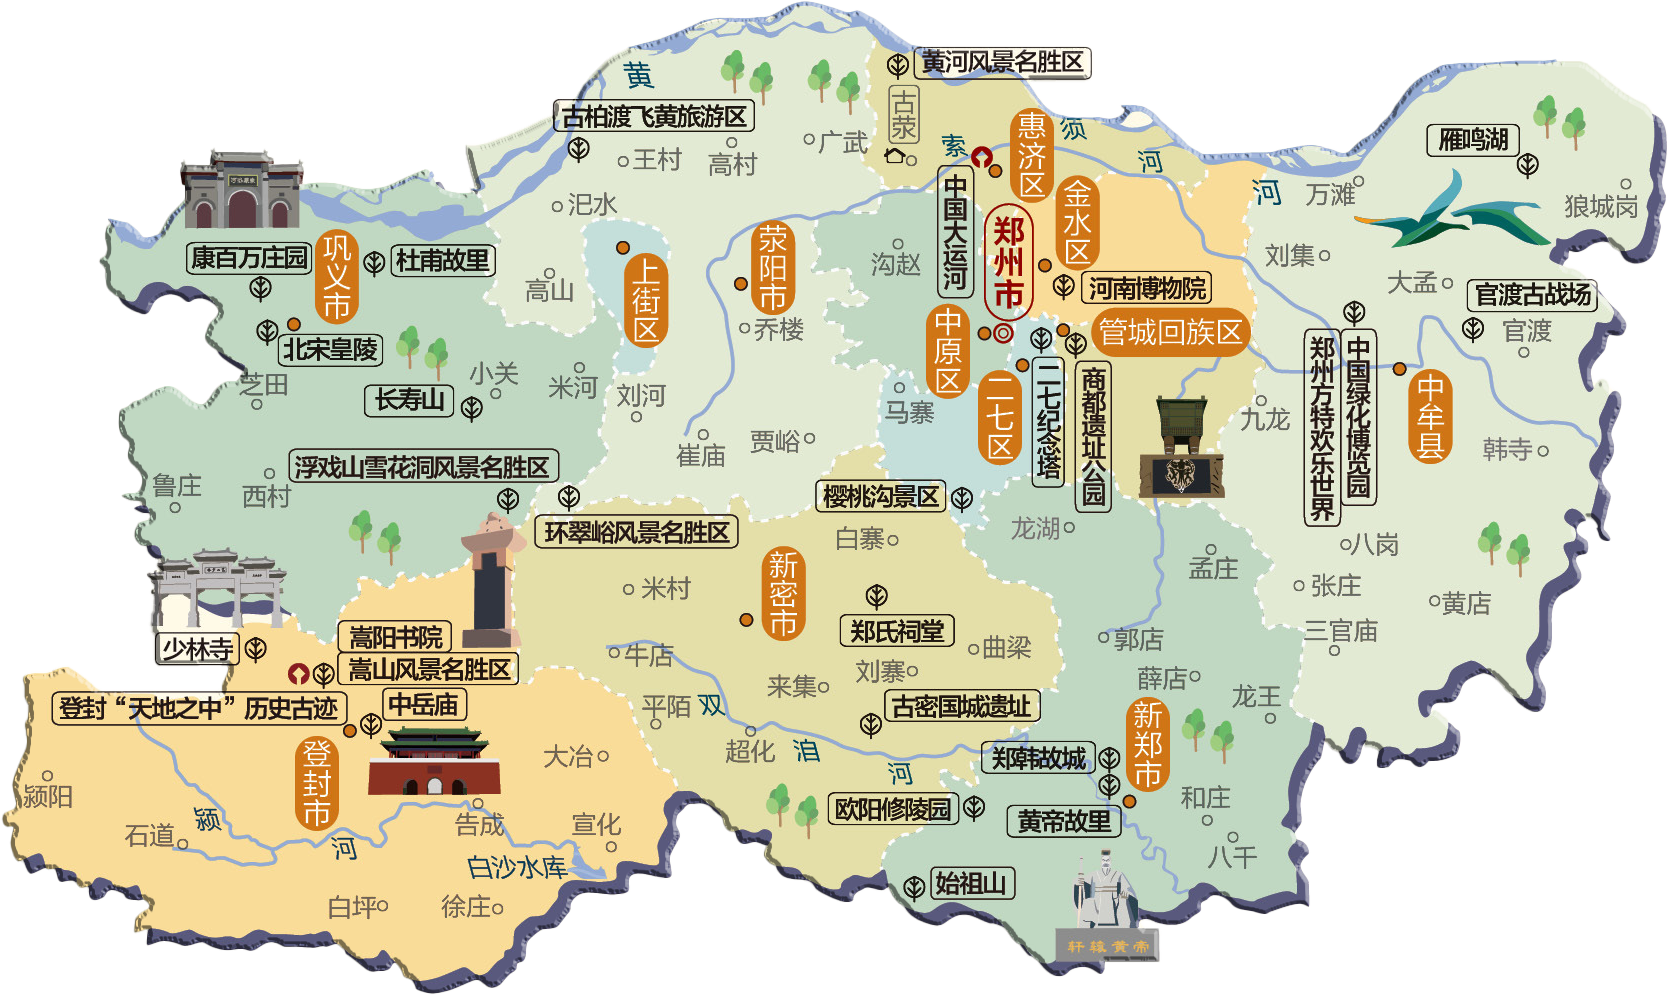 黄河风景名胜区
黄
古柏渡飞黄旅游区
古荥
惠济区
索
须
河
河
王村
高村
广武
雁鸣湖
万滩
狼城岗
汜水
中国大运河
金水区
郑州市
康百万庄园
巩义市
杜甫故里
上街区
荥阳市
沟赵
刘集
大孟
官渡古战场
高山
河南博物院
北宋皇陵
乔楼
中原区
管城回族区
官渡
郑州方特欢乐世界
中国绿化博览园
中牟县
芝田
小关
长寿山
米河
刘河
马寨
二七区
二七纪念塔
商都遗址公园
九龙
崔庙
贾峪
韩寺
浮戏山雪花洞风景名胜区
鲁庄
西村
环翠峪风景名胜区
樱桃沟景区
白寨
龙湖
八岗
新密市
米村
孟庄
张庄
黄店
少林寺
嵩阳书院
嵩山风景名胜区
郑氏祠堂
牛店
曲梁
郭店
三官庙
登封“天地之中”历史古迹
中岳庙
来集
刘寨
薛店
龙王
平陌
双
洎
河
古密国城遗址
新郑市
登封市
大冶
超化
郑韩故城
颍阳
欧阳修陵园
黄帝故里
和庄
石道
颍
河
告成
宣化
八千
白沙水库
始祖山
白坪
徐庄
轩辕黄帝